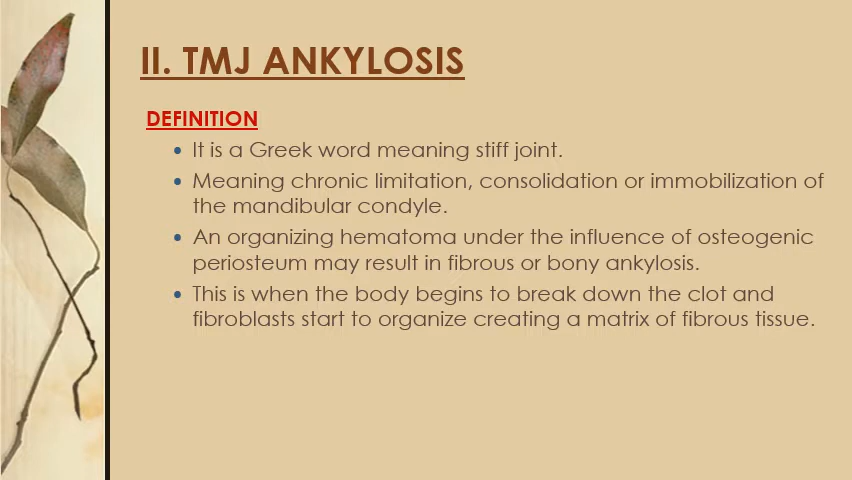 II. TMJ ANKYLOSIS
DEFINITION
• It is a Greek word meaning stiff joint.
• Meaning chronic limitation, consolidation or immobilization of
the mandibular condyle.
• An organizing hematoma under the influence of osteogenic
periosteum may result in fibrous or bony ankylosis.
• This is when the body begins to break down the clot and
fibroblasts start to organize creating a matrix of fibrous tissue.